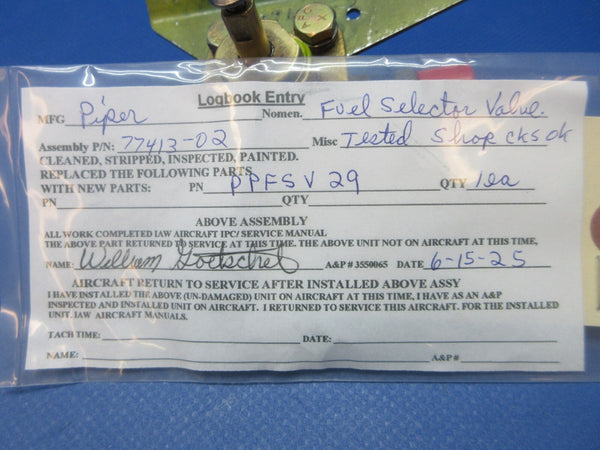 Logbook Entry
MFG Piper Nomen. Fuel Selector Valve.
Assembly P/N: 77413-02 Misc Tested Shop cks ok
CLEANED, STRIPPED, INSPECTED, PAINTED.
REPLACED THE FOLLOWING PARTS
WITH NEW PARTS: PN PPFSV 29 QTY 1ea
PN QTY
ABOVE ASSEMBLY
ALL WORK COMPLETED IAW AIRCRAFT IPC/ SERVICE MANUAL
THE ABOVE PART RETURNED TO SERVICE AT THIS TIME. THE ABOVE UNIT NOT ON AIRCRAFT AT THIS TIME,
NAME: William Goetschel A&P# 3550065 DATE 6-15-25
AIRCRAFT RETURN TO SERVICE AFTER INSTALLED ABOVE ASSY
I HAVE INSTALLED THE ABOVE (UN-DAMAGED) UNIT ON AIRCRAFT AT THIS TIME, I HAVE AS AN A&P
INSPECTED AND INSTALLED UNIT ON AIRCRAFT. I RETURNED TO SERVICE THIS AIRCRAFT. FOR THE INSTALLED
UNIT. IAW AIRCRAFT MANUALS.
TACH TIME: DATE:
NAME: A&P #